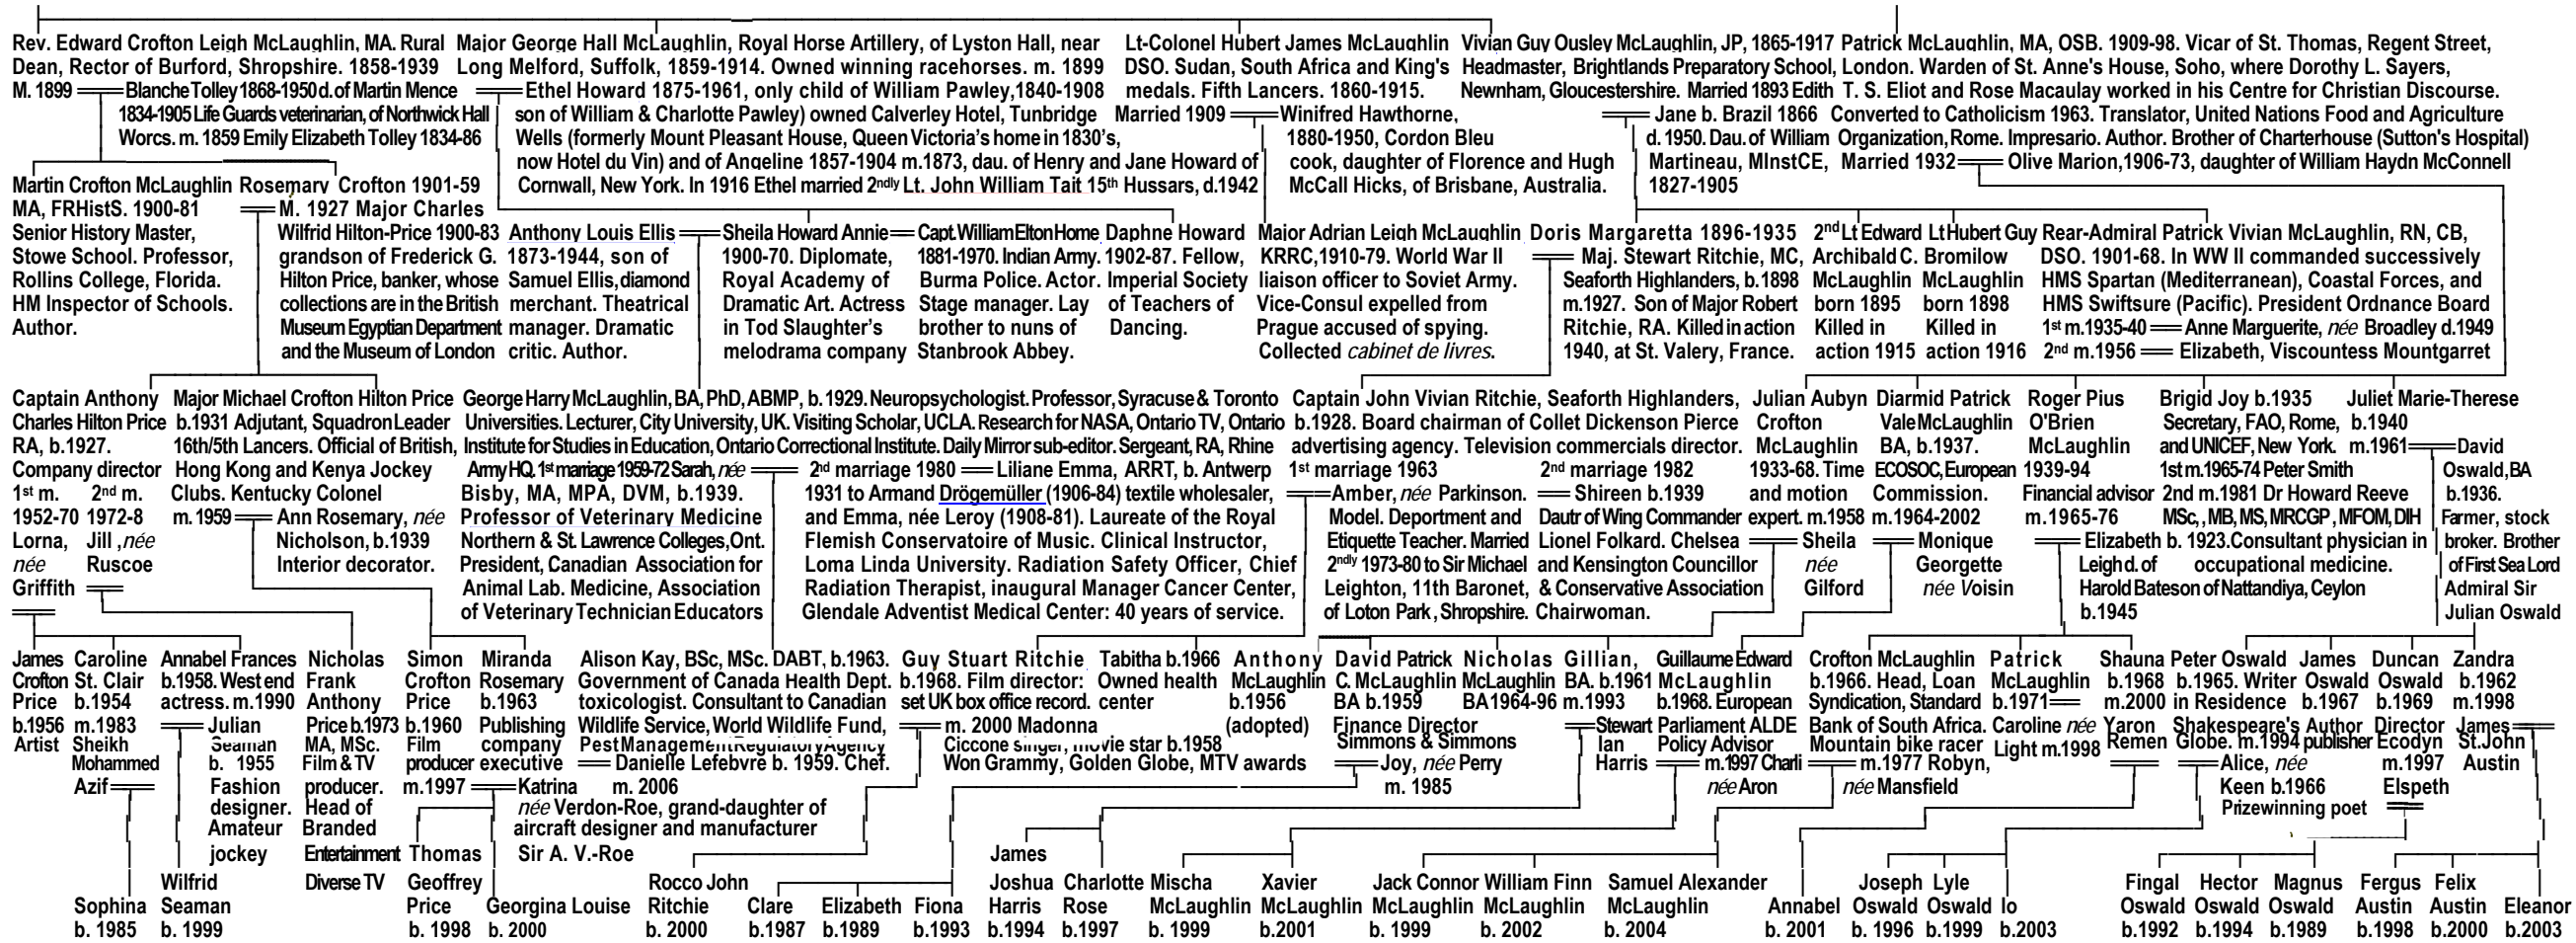 Rev. Edward Crofton Leigh McLaughlin, MA. Rural
Dean, Rector of Burford, Shropshire. 1858-1939
M. 1899
Blanche Tolley 1868-1950 d. of Martin Mence
1834-1905 Life Guards veterinarian, of Northwick Hall
Worcs. m. 1859 Emily Elizabeth Tolley 1834-86
Major George Hall McLaughlin, Royal Horse Artillery, of Lyston Hall, near
Long Melford, Suffolk, 1859-1914. Owned winning racehorses. m. 1899
Ethel Howard 1875-1961, only child of William Pawley, 1840-1908
son of William & Charlotte Pawley) owned Calverley Hotel, Tunbridge
Wells (formerly Mount Pleasant House, Queen Victoria's home in 1830's,
now Hotel du Vin) and of Angeline 1857-1904 m.1873, dau. of Henry and Jane Howard of
Cornwall, New York. In 1916 Ethel married 2ndly Lt. John William Tait 15th Hussars, d.1942
Lt-Colonel Hubert James McLaughlin
DSO. Sudan, South Africa and King's
medals. Fifth Lancers. 1860-1915.
Married 1909
Winifred Hawthorne,
1880-1950, Cordon Bleu
cook, daughter of Florence and Hugh
McCall Hicks, of Brisbane, Australia.
Vivian Guy Ousley McLaughlin, JP, 1865-1917
Headmaster, Brightlands Preparatory School,
Newnham, Gloucestershire. Married 1893 Edith
Jane b. Brazil 1866
d.1950. Dau. of William
Martineau, MInstCE,
1827-1905
Patrick McLaughlin, MA, OSB. 1909-98. Vicar of St. Thomas, Regent Street,
London. Warden of St. Anne's House, Soho, where Dorothy L. Sayers,
T. S. Eliot and Rose Macaulay worked in his Centre for Christian Discourse.
Converted to Catholicism 1963. Translator, United Nations Food and Agriculture
Organization, Rome. Impresario. Author. Brother of Charterhouse (Sutton's Hospital)
Married 1932
Olive Marion, 1906-73, daughter of William Haydn McConnell
Martin Crofton McLaughlin
MA, FRHistS. 1900-81
Senior History Master,
Stowe School. Professor,
Rollins College, Florida.
HM Inspector of Schools.
Author.
Rosemary Crofton 1901-59
M. 1927 Major Charles
Wilfrid Hilton-Price 1900-83
grandson of Frederick G.
Hilton Price, banker, whose
collections are in the British
Museum Egyptian Department
and the Museum of London
Anthony Louis Ellis
1873-1944, son of
Samuel Ellis, diamond
merchant. Theatrical
manager. Dramatic
critic. Author.
Sheila Howard Annie
1900-70. Diplomate,
Royal Academy of
Dramatic Art. Actress
in Tod Slaughter's
melodrama company
Capt. William Elton Home
1881-1970. Indian Army.
Burma Police. Actor.
Stage manager. Lay
brother to nuns of
Stanbrook Abbey.
Daphne Howard
1902-87. Fellow,
Imperial Society
of Teachers of
Dancing.
Major Adrian Leigh McLaughlin
KRRC, 1910-79. World War II
liaison officer to Soviet Army.
Vice-Consul expelled from
Prague accused of spying.
Collected cabinet de livres.
Doris Margaretta 1896-1935
Maj. Stewart Ritchie, MC,
Seaforth Highlanders, b.1898
m.1927. Son of Major Robert
Ritchie, RA. Killed in action
1940, at St. Valery, France.
2nd Lt Edward
Archibald C.
McLaughlin
born 1895
Killed in
action 1915
Lt Hubert Guy
Bromilow
McLaughlin
born 1898
Killed in
action 1916
Rear-Admiral Patrick Vivian McLaughlin, RN, CB,
DSO. 1901-68. In WW II commanded successively
HMS Spartan (Mediterranean), Coastal Forces, and
HMS Swiftsure (Pacific). President Ordnance Board
1st m.1935-40
Anne Marguerite, née Broadley d.1949
2nd m.1956
Elizabeth, Viscountess Mountgarret
Captain Anthony
Charles Hilton Price
RA, b.1927.
Company director
1st m. 2nd m.
1952-70 1972-8
Lorna, Jill, née
née Ruscoe
Griffith
Major Michael Crofton Hilton Price
b.1931 Adjutant, Squadron Leader
16th/5th Lancers. Official of British,
Hong Kong and Kenya Jockey
Clubs. Kentucky Colonel
m. 1959
Ann Rosemary, née
Nicholson, b.1939
Interior decorator.
George Harry McLaughlin, BA, PhD, ABMP, b. 1929. Neuropsychologist. Professor, Syracuse & Toronto
Universities. Lecturer, City University, UK. Visiting Scholar, UCLA. Research for NASA, Ontario TV, Ontario
Institute for Studies in Education, Ontario Correctional Institute. Daily Mirror sub-editor. Sergeant, RA, Rhine
Army HQ. 1st marriage 1959-72 Sarah, née
Bisby, MA, MPA, DVM, b.1939.
Professor of Veterinary Medicine
Northern & St. Lawrence Colleges, Ont.
President, Canadian Association for
Animal Lab. Medicine, Association
of Veterinary Technician Educators
2nd marriage 1980
Liliane Emma, ARRT, b. Antwerp
1931 to Armand Drögemüller (1906-84) textile wholesaler,
and Emma, née Leroy (1908-81). Laureate of the Royal
Flemish Conservatoire of Music. Clinical Instructor,
Loma Linda University. Radiation Safety Officer, Chief
Radiation Therapist, inaugural Manager Cancer Center,
Glendale Adventist Medical Center: 40 years of service.
Captain John Vivian Ritchie, Seaforth Highlanders,
b.1928. Board chairman of Collet Dickenson Pierce
advertising agency. Television commercials director.
1st marriage 1963
Amber, née Parkinson.
Model. Deportment and
Etiquette Teacher. Married
2ndly 1973-80 to Sir Michael
Leighton, 11th Baronet,
of Loton Park, Shropshire.
2nd marriage 1982
Shireen b.1939
Dautr of Wing Commander
Lionel Folkard. Chelsea
and Kensington Councillor
& Conservative Association
Chairwoman.
Julian Aubyn
Crofton
McLaughlin
1933-68. Time
and motion
expert. m.1958
Sheila
née
Gilford
Diarmid Patrick
Vale McLaughlin
BA, b.1937.
ECOSOC, European
Commission.
m.1964-2002
Monique
Georgette
née Voisin
Roger Pius
O'Brien
McLaughlin
1939-94
Financial advisor
m.1965-76
Elizabeth
Leigh d. of
Harold Bateson of Nattandiya, Ceylon
b.1945
Brigid Joy b.1935
Secretary, FAO, Rome,
and UNICEF, New York.
1st m.1965-74 Peter Smith
2nd m.1981 Dr Howard Reeve
MSc,, MB, MS, MRCGP, MFOM, DIH
b. 1923. Consultant physician in
occupational medicine.
Juliet Marie-Therese
b.1940
m.1961
David
Oswald, BA
b.1936.
Farmer, stock
broker. Brother
of First Sea Lord
Admiral Sir
Julian Oswald
James
Crofton
Price
b.1956
Artist
Caroline
St. Clair
b.1954
m.1983
Sheikh
Mohammed
Azif
Annabel Frances
b.1958. West end
actress. m.1990
Julian
Seaman
b. 1955
Fashion
designer.
Amateur
jockey
Nicholas
Frank
Anthony
Price b.1973
MA, MSc.
Film & TV
producer.
Head of
Branded
Entertainment
Diverse TV
Simon
Crofton
Price
b.1960
Film
producer
m.1997
Katrina
née Verdon-Roe, grand-daughter of
aircraft designer and manufacturer
Sir A. V.-Roe
Miranda
Rosemary
b.1963
Publishing
company
executive
Alison Kay, BSc, MSc. DABT, b.1963.
Government of Canada Health Dept.
toxicologist. Consultant to Canadian
Wildlife Service, World Wildlife Fund,
Pest Management Regulatory Agency
Danielle Lefebvre b. 1959. Chef.
m. 2006
Guy Stuart Ritchie
b.1968. Film director:
set UK box office record.
m. 2000 Madonna
Ciccone singer, movie star b.1958
Won Grammy, Golden Globe, MTV awards
Tabitha b.1966
Owned health
center
Anthony
McLaughlin
b.1956
(adopted)
David Patrick
C. McLaughlin
BA b.1959
Finance Director
Simmons & Simmons
Joy, née Perry
m. 1985
Nicholas
McLaughlin
BA 1964-96
Gillian,
BA. b.1961
m.1993
Stewart
Ian
Harris
Guillaume Edward
McLaughlin
b.1968. European
Parliament ALDE
Policy Advisor
m.1997 Charli
née Aron
Crofton McLaughlin
b.1966. Head, Loan
Syndication, Standard
Bank of South Africa.
Mountain bike racer
m.1977 Robyn,
née Mansfield
Patrick
McLaughlin
b.1971
Caroline née
Light m.1998
Shauna
b.1968
m.2000
Yaron
Remen
Peter Oswald
b.1965. Writer
in Residence
Shakespeare's
Globe. m.1994
Alice, née
Keen b.1966
Prizewinning poet
James
Oswald
b.1967
Author
publisher
Duncan
Oswald
b.1969
Director
Ecodyn
m.1997
Elspeth
Zandra
b.1962
m.1998
James
St.John
Austin
Sophina
b. 1985
Wilfrid
Seaman
b. 1999
Thomas
Geoffrey
Price
b. 1998
Georgina Louise
b. 2000
Rocco John
Ritchie
b. 2000
Clare
b.1987
Elizabeth
b.1989
Fiona
b.1993
James
Joshua
Harris
b.1994
Charlotte
Rose
b.1997
Mischa
McLaughlin
b. 1999
Xavier
McLaughlin
b.2001
Jack Connor
McLaughlin
b. 1999
William Finn
McLaughlin
b. 2002
Samuel Alexander
McLaughlin
b. 2004
Annabel
b. 2001
Joseph
Oswald
b. 1996
Lyle
Oswald
b.1999
Io
b.2003
Fingal
Oswald
b.1992
Hector
Oswald
b.1994
Magnus
Oswald
b.1989
Fergus
Austin
b.1998
Felix
Austin
b.2000
Eleanor
b.2003